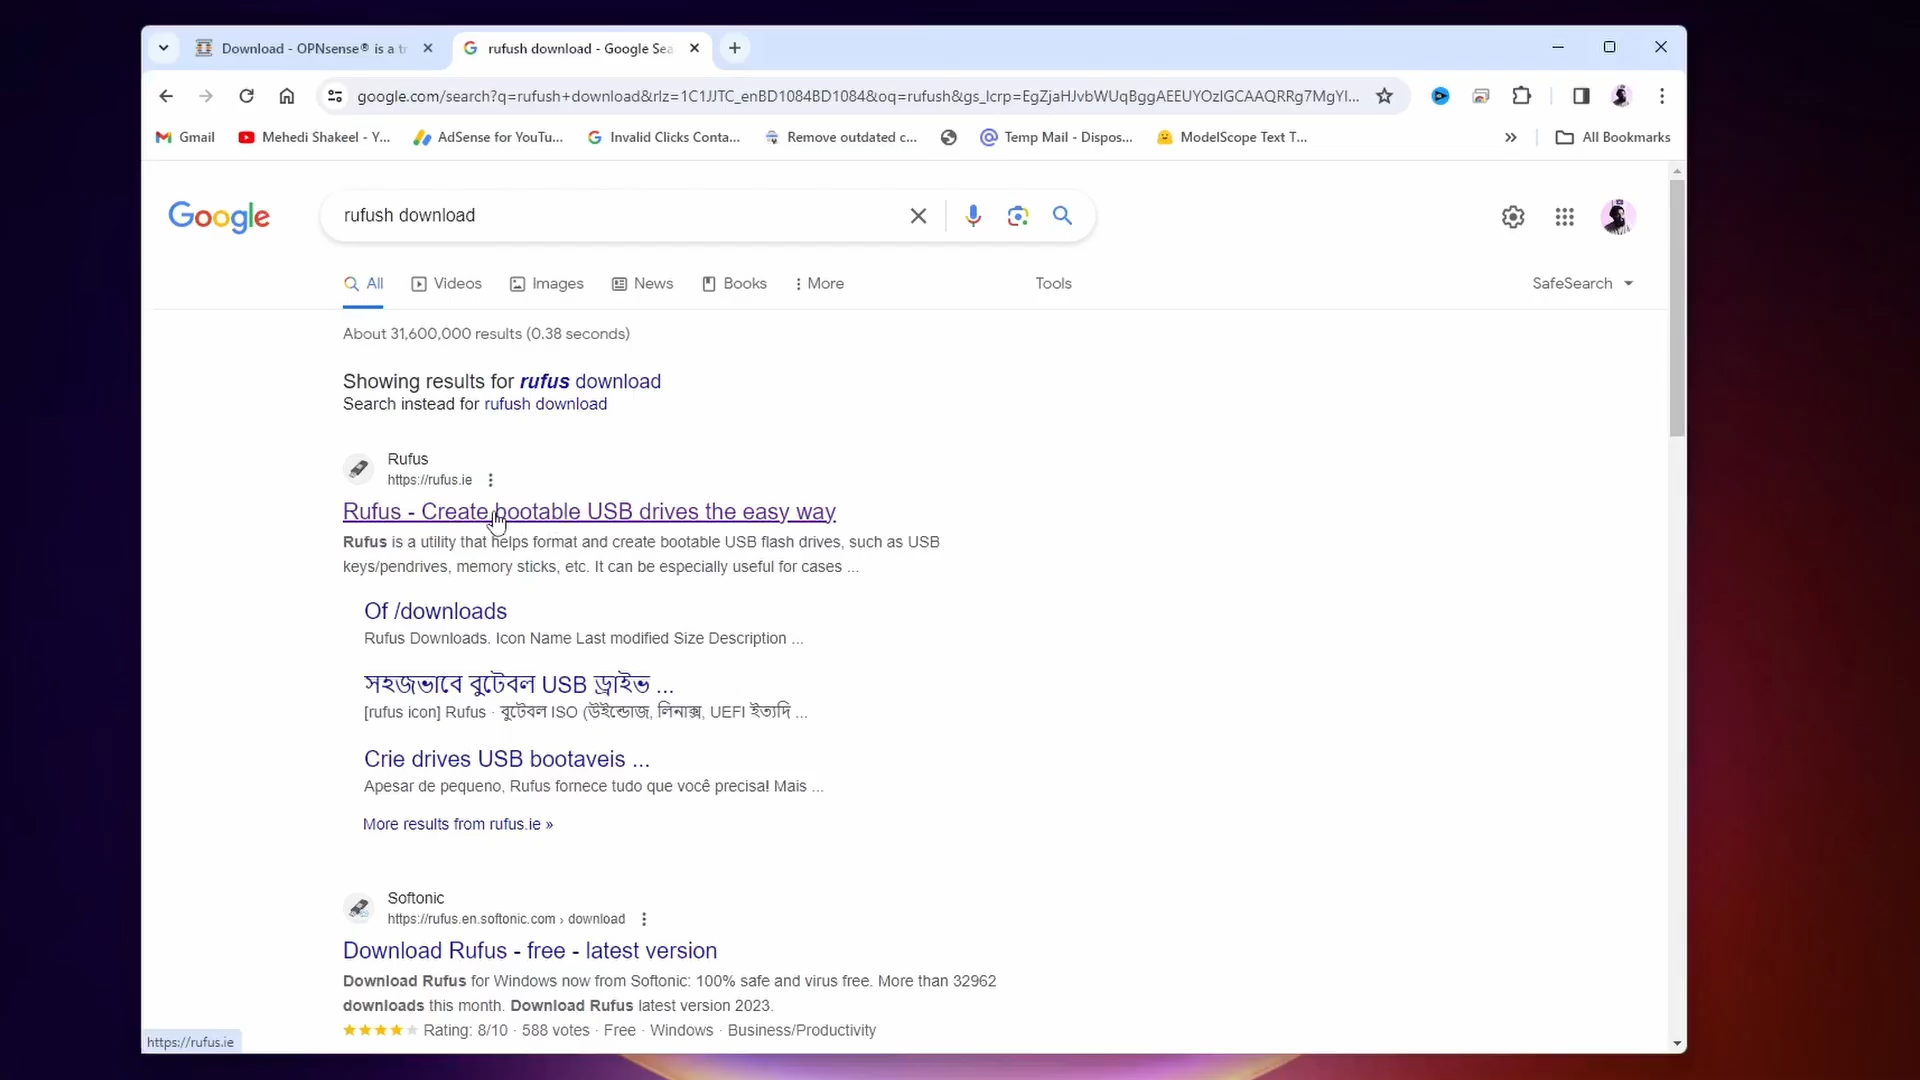 Download - OPNsense® is a tr
rufush download - Google Sea
google.com/search?q=rufush+download&rlz=1C1JJTC_enBD1084BD1084&oq=rufush&gs_lcrp=EgZjaHJvbWUqBggAEEUYOzIGCAAQRRg7MgYI...
Gmail
Mehedi Shakeel - Y...
AdSense for YouTu...
Invalid Clicks Conta...
Remove outdated c...
Temp Mail - Dispos...
ModelScope Text T...
»
All Bookmarks
Google
rufush download
All
Videos
Images
News
Books
More
Tools
SafeSearch
About 31,600,000 results (0.38 seconds)
Showing results for rufus download
Search instead for rufush download
Rufus
https://rufus.ie
Rufus - Create bootable USB drives the easy way
Rufus is a utility that helps format and create bootable USB flash drives, such as USB
keys/pendrives, memory sticks, etc. It can be especially useful for cases ...
Of /downloads
Rufus Downloads. Icon Name Last modified Size Description ...
সহজভাবে বুটেবল USB ড্রাইভ ...
[rufus icon] Rufus · বুটেবল ISO (উইন্ডোজ, লিনাক্স, UEFI ইত্যদি ...
Crie drives USB bootaveis ...
Apesar de pequeno, Rufus fornece tudo que você precisa! Mais ...
More results from rufus.ie »
Softonic
https://rufus.en.softonic.com › download
Download Rufus - free - latest version
Download Rufus for Windows now from Softonic: 100% safe and virus free. More than 32962
downloads this month. Download Rufus latest version 2023.
Rating: 8/10 · 588 votes · Free · Windows · Business/Productivity
https://rufus.ie